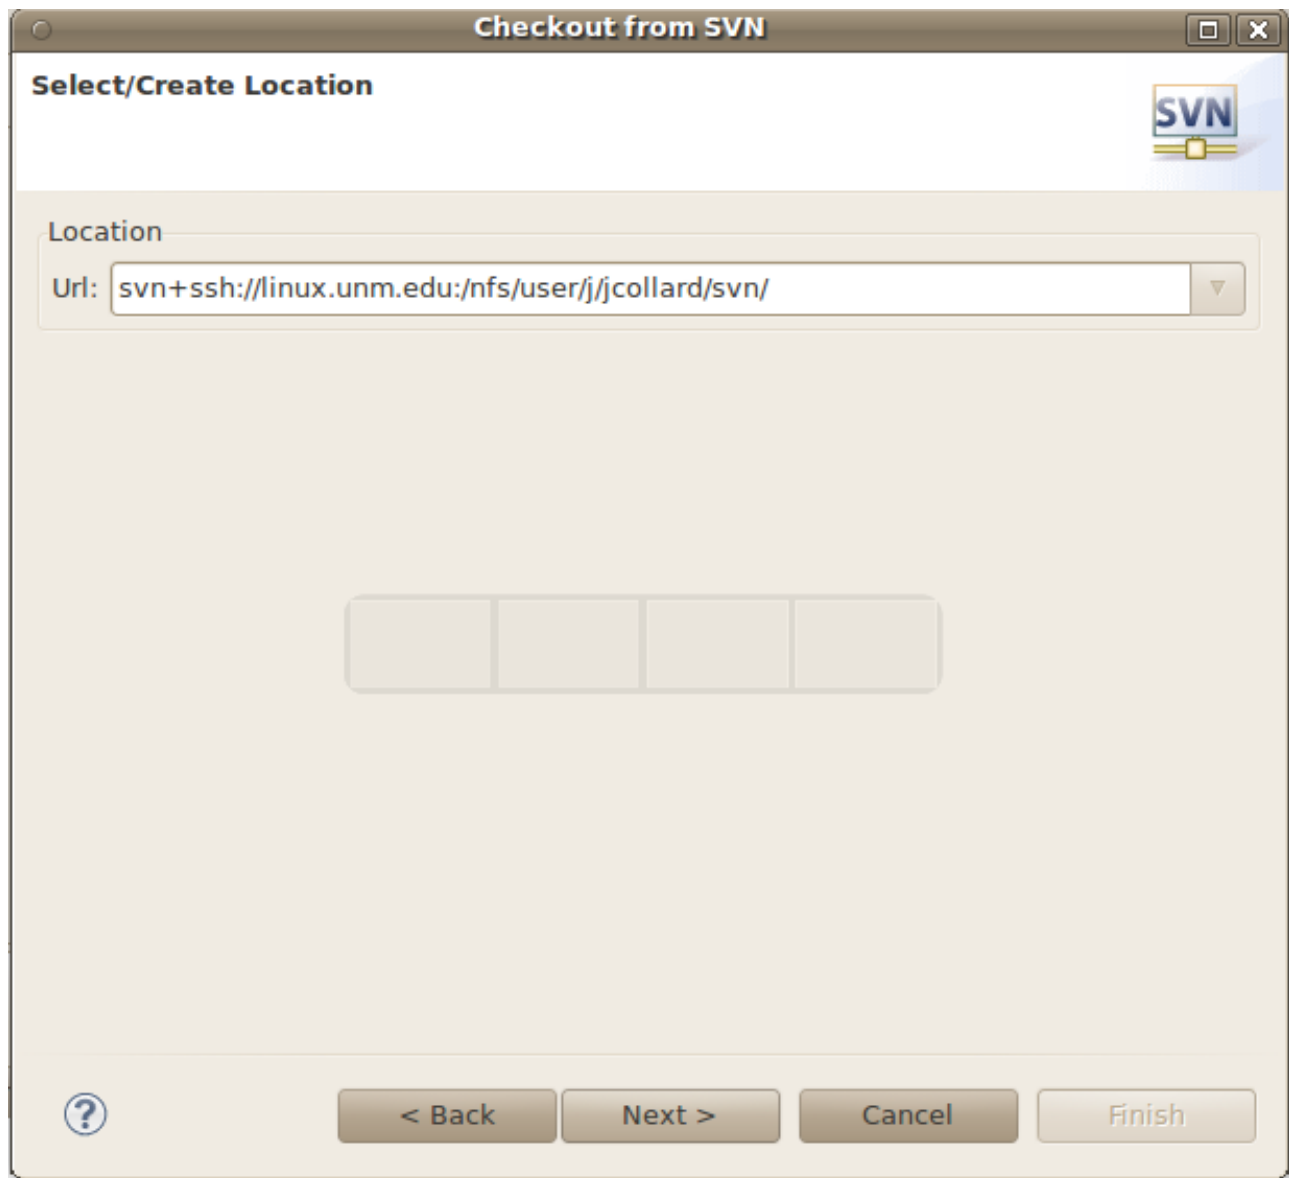 Checkout from SVN
Select/Create Location
SVN
Location
Url: svn+ssh://linux.unm.edu:/nfs/user/j/jcollard/svn/
? < Back Next > Cancel Finish